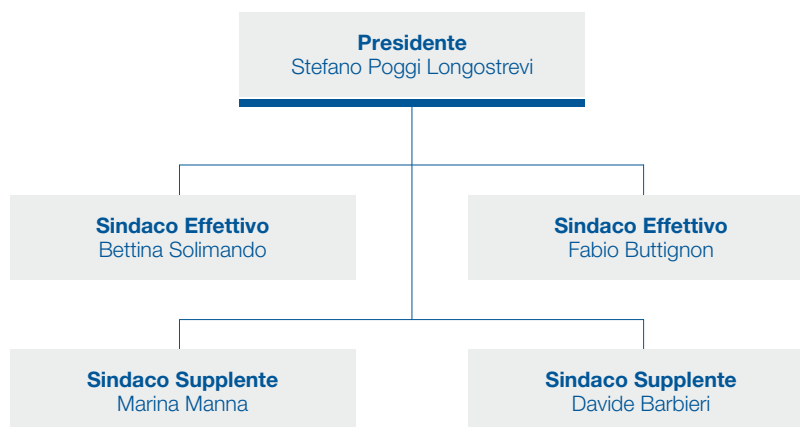 Presidente
Stefano Poggi Longostrevi
Sindaco Effettivo
Bettina Solimando
Sindaco Effettivo
Fabio Buttignon
Sindaco Supplente
Marina Manna
Sindaco Supplente
Davide Barbieri